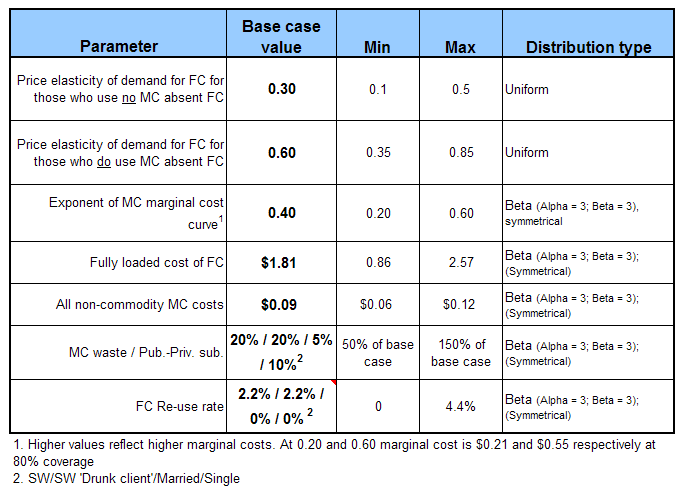 Parameter
Base case
value
Min
Max
Distribution type
Price elasticity of demand for FC for
those who use no MC absent FC
0.30
0.1
0.5
Uniform
Price elasticity of demand for FC for
those who do use MC absent FC
0.60
0.35
0.85
Uniform
Exponent of MC marginal cost
curve1
0.40
0.20
0.60
Beta (Alpha = 3; Beta = 3),
symmetrical
Fully loaded cost of FC
$1.81
0.86
2.57
Beta (Alpha = 3; Beta = 3);
(Symmetrical)
All non-commodity MC costs
$0.09
$0.06
$0.12
Beta (Alpha = 3; Beta = 3);
(Symmetrical)
MC waste / Pub.-Priv. sub.
20% / 20% / 5%
/ 10%2
50% of base
case
150% of
base case
Beta (Alpha = 3; Beta = 3);
(Symmetrical)
FC Re-use rate
2.2% / 2.2% /
0% / 0% 2
0
4.4%
Beta (Alpha = 3; Beta = 3);
(Symmetrical)
1. Higher values reflect higher marginal costs. At 0.20 and 0.60 marginal cost is $0.21 and $0.55 respectively at
80% coverage
2. SW/SW 'Drunk client'/Married/Single